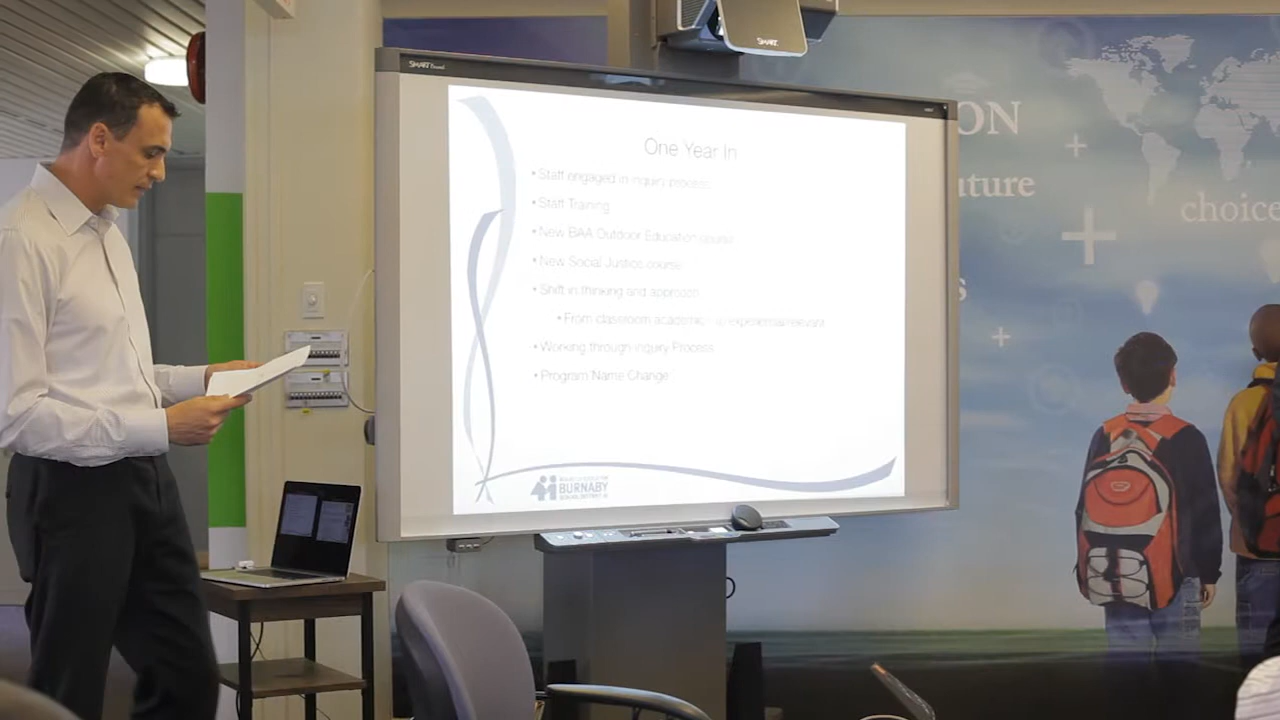 SMART
SMART Board
ON
uture
choice
s
One Year In
• Staff engaged in inquiry process
• Staff Training
• New BAA Outdoor Education course
• New Social Justice course
• Shift in thinking and approach
• From classroom academic to experiential/relevant
• Working through Inquiry Process
• Program Name Change
BURNABY